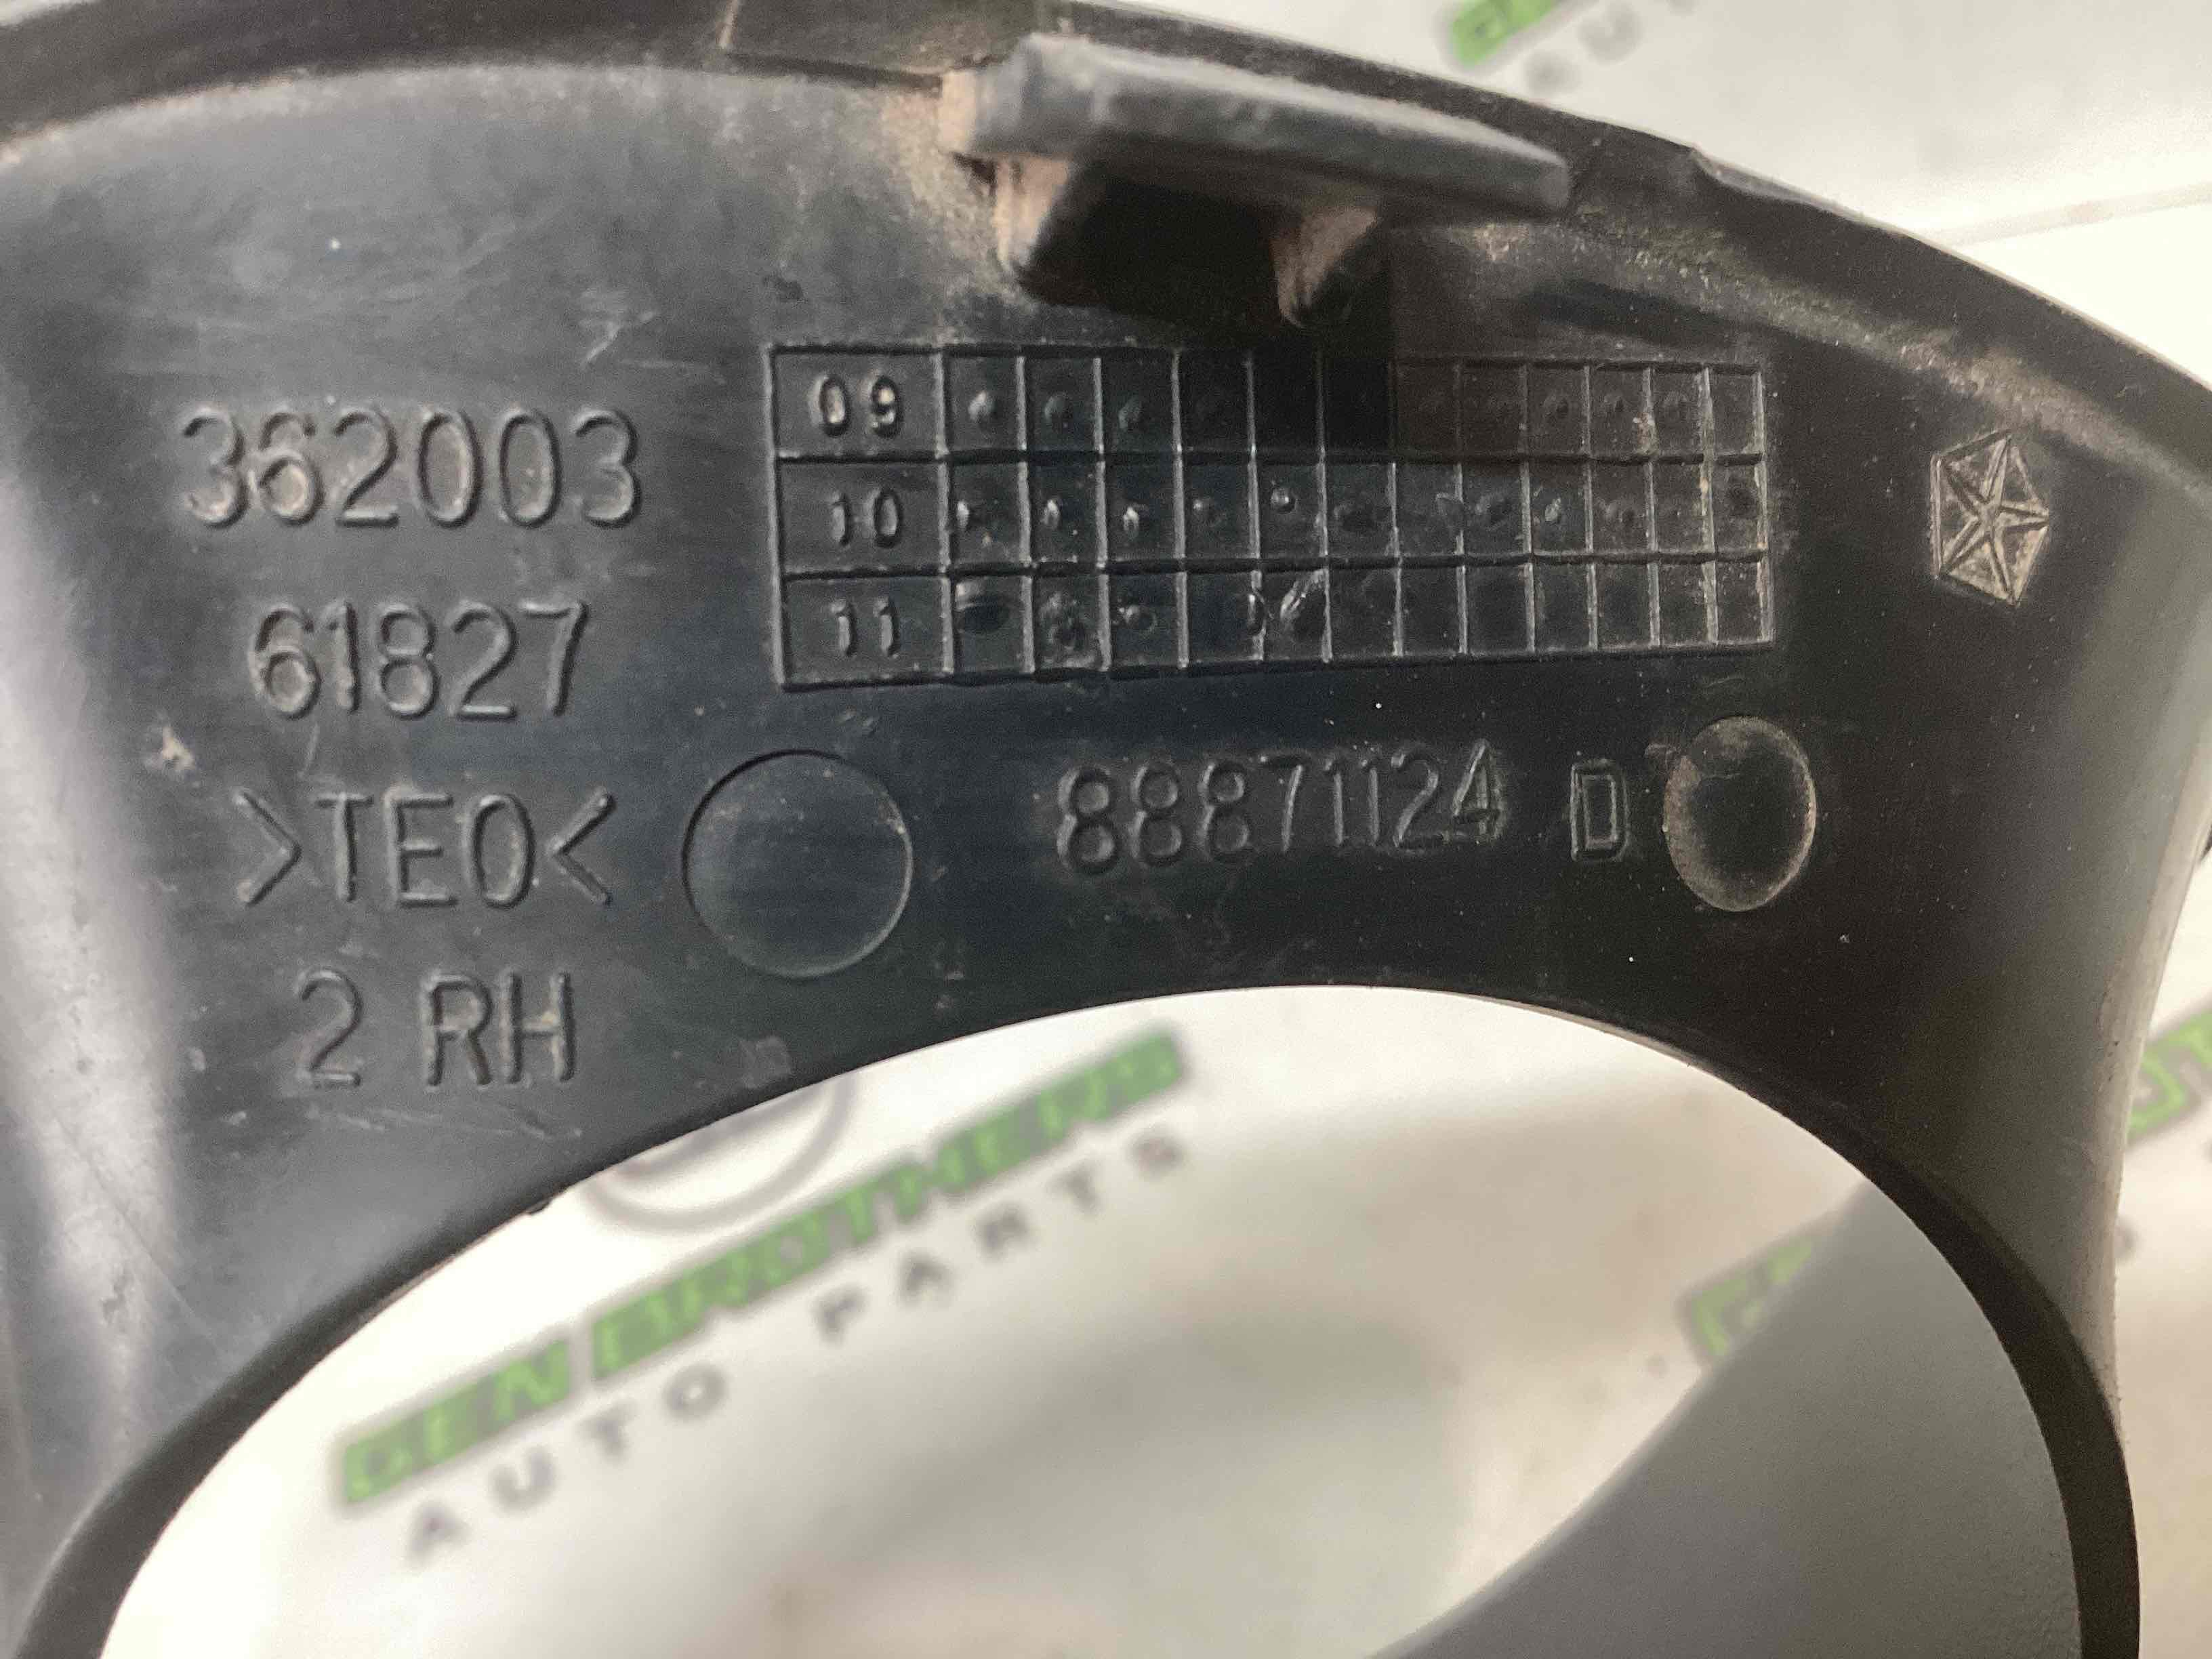 362003
61827
>TEO<
2 RH
09
10
11
88871124 D
GEN BROTHERS
AUTO PARTS